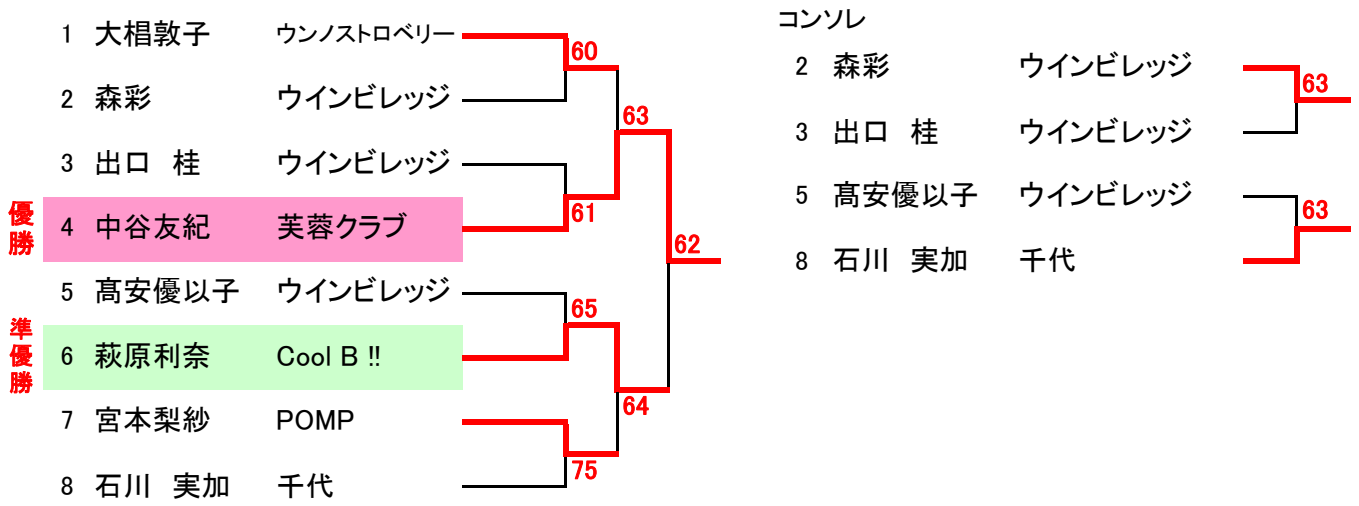 1 大椙敦子 ウンノストロベリー
60
2 森彩 ウインビレッジ
63
3 出口 桂 ウインビレッジ
61
優勝
4 中谷友紀 芙蓉クラブ
62
5 髙安優以子 ウインビレッジ
65
準優勝
6 萩原利奈 Cool B !!
64
7 宮本梨紗 POMP
75
8 石川 実加 千代
コンソレ
2 森彩 ウインビレッジ
63
3 出口 桂 ウインビレッジ
5 髙安優以子 ウインビレッジ
63
8 石川 実加 千代